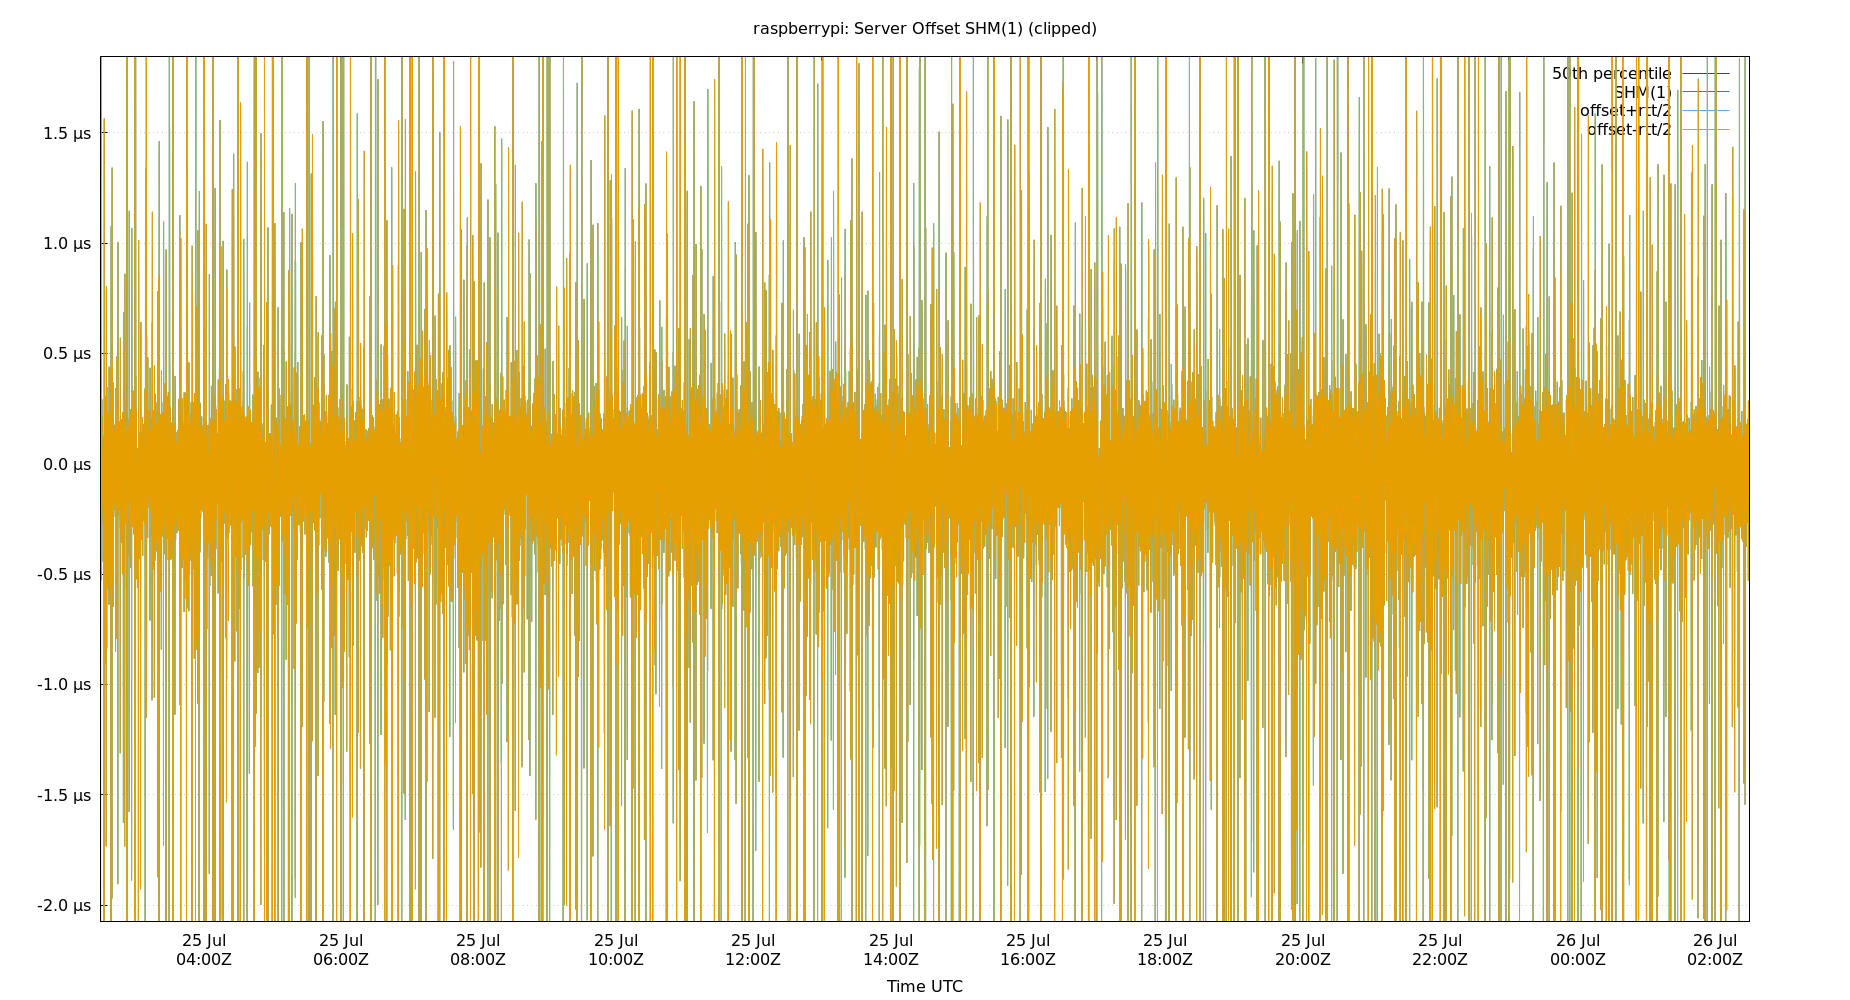 raspberrypi: Server Offset SHM(1) (clipped)
50th percentile
SHM(1)
offset+rtt/2
offset-rtt/2
1.5 µs
1.0 µs
0.5 µs
0.0 µs
-0.5 µs
-1.0 µs
-1.5 µs
-2.0 µs
25 Jul 25 Jul 25 Jul 25 Jul 25 Jul 25 Jul 25 Jul 25 Jul 25 Jul 25 Jul 26 Jul 26 Jul
04:00Z 06:00Z 08:00Z 10:00Z 12:00Z 14:00Z 16:00Z 18:00Z 20:00Z 22:00Z 00:00Z 02:00Z
Time UTC